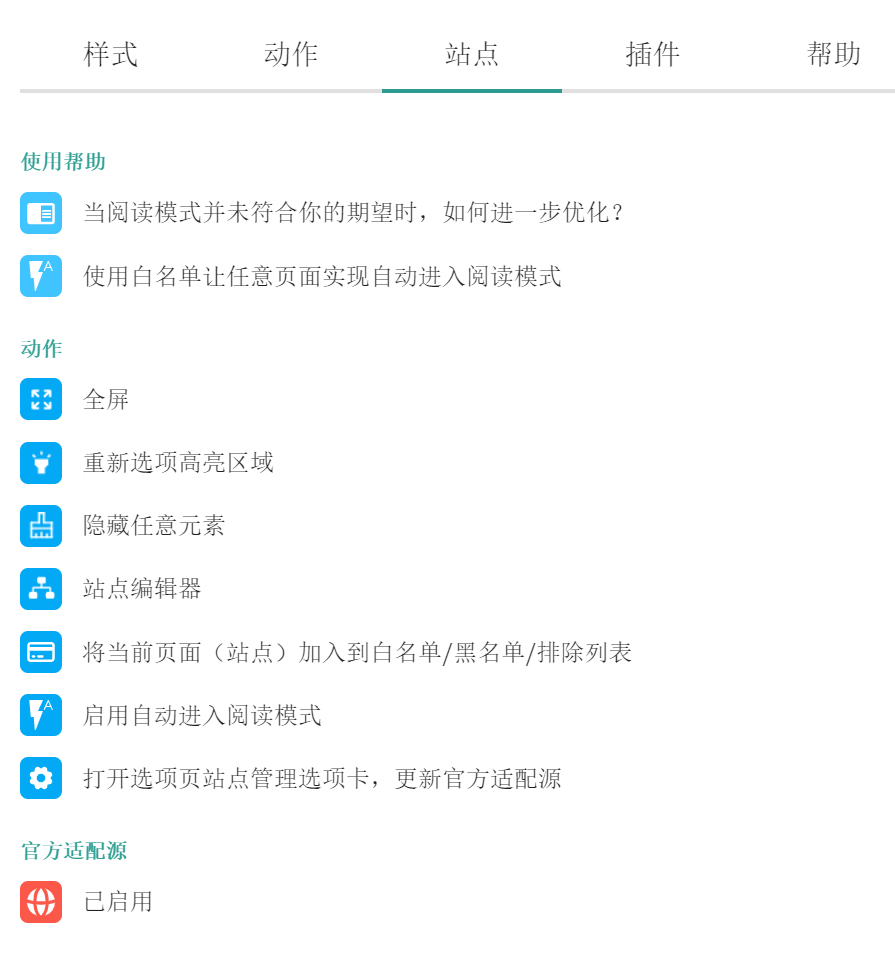 样式 动作 站点 插件 帮助
使用帮助
当阅读模式并未符合你的期望时，如何进一步优化？
使用白名单让任意页面实现自动进入阅读模式
动作
全屏
重新选项高亮区域
隐藏任意元素
站点编辑器
将当前页面（站点）加入到白名单/黑名单/排除列表
启用自动进入阅读模式
打开选项页站点管理选项卡，更新官方适配源
官方适配源
已启用